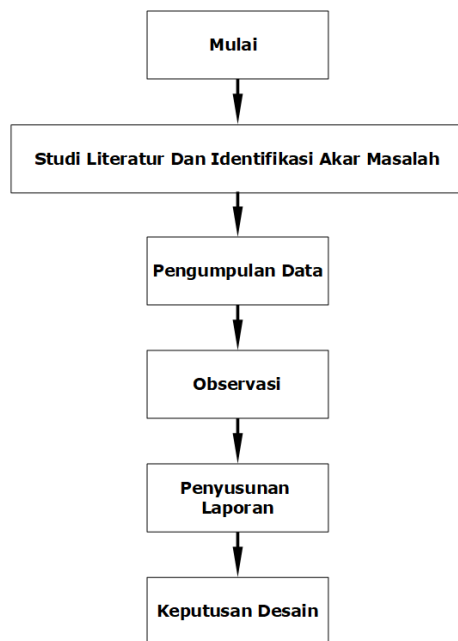 Mulai
Studi Literatur Dan Identifikasi Akar Masalah
Pengumpulan Data
Observasi
Penyusunan
Laporan
Keputusan Desain